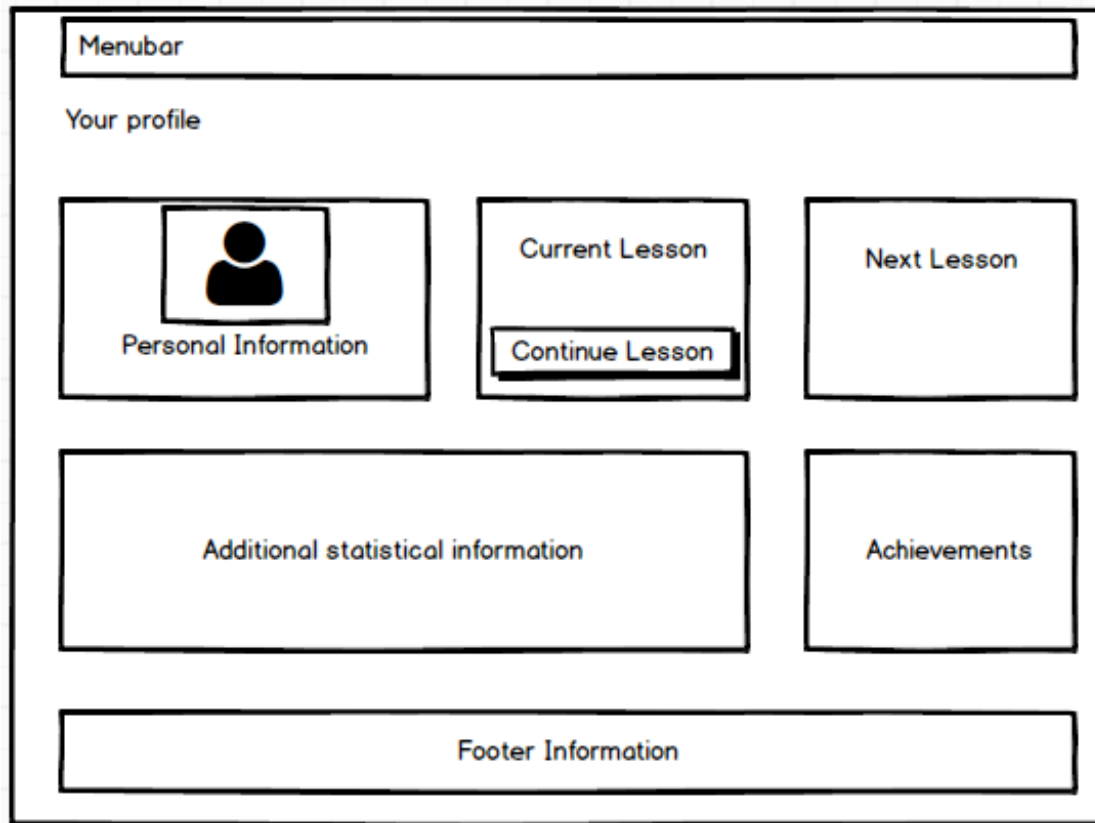 Menubar
Your profile
Personal Information
Current Lesson
Continue Lesson
Next Lesson
Additional statistical information
Achievements
Footer Information